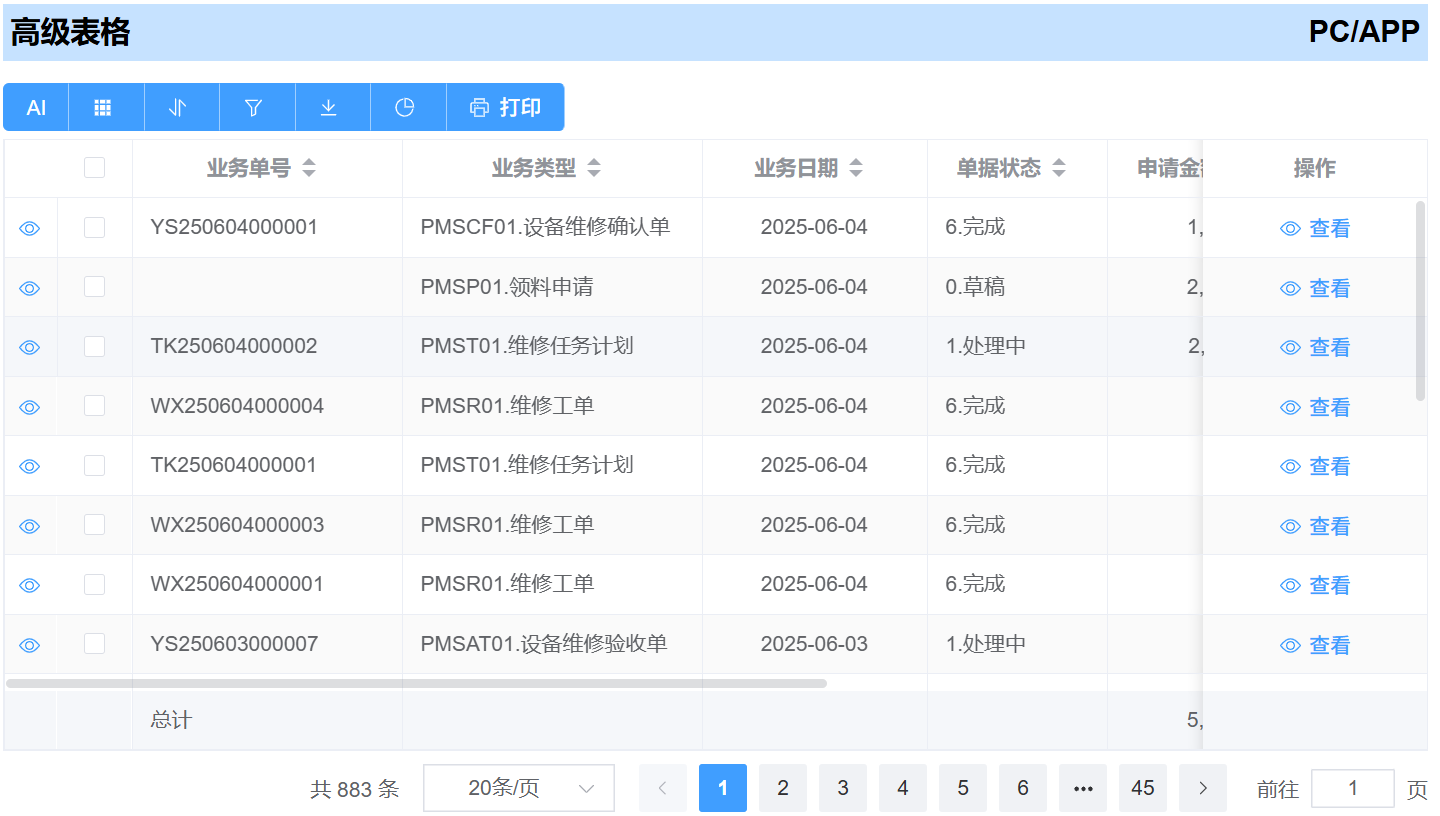 高级表格 PC/APP
AI 打印
业务单号 业务类型 业务日期 单据状态 申请金 操作
YS250604000001 PMSCF01.设备维修确认单 2025-06-04 6.完成 1, 查看
PMSP01.领料申请 2025-06-04 0.草稿 2, 查看
TK250604000002 PMST01.维修任务计划 2025-06-04 1.处理中 2, 查看
WX250604000004 PMSR01.维修工单 2025-06-04 6.完成 查看
TK250604000001 PMST01.维修任务计划 2025-06-04 6.完成 查看
WX250604000003 PMSR01.维修工单 2025-06-04 6.完成 查看
WX250604000001 PMSR01.维修工单 2025-06-04 6.完成 查看
YS250603000007 PMSAT01.设备维修验收单 2025-06-03 1.处理中 查看
总计 5,
共 883 条 20条/页 1 2 3 4 5 6 ••• 45 前往 1 页